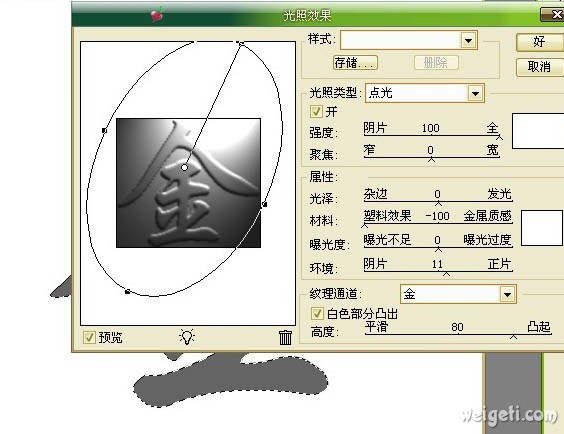 光照效果
样式:
好
存储... 删除
取消
光照类型: 点光
开
强度: 阴片 100 全
聚焦: 窄 0 宽
属性:
光泽: 杂边 0 发光
材料: 塑料效果 -100 金属质感
曝光度: 曝光不足 0 曝光过度
环境: 阴片 11 正片
纹理通道: 金
白色部分凸出
高度: 平滑 80 凸起
金
预览
weigeti.com